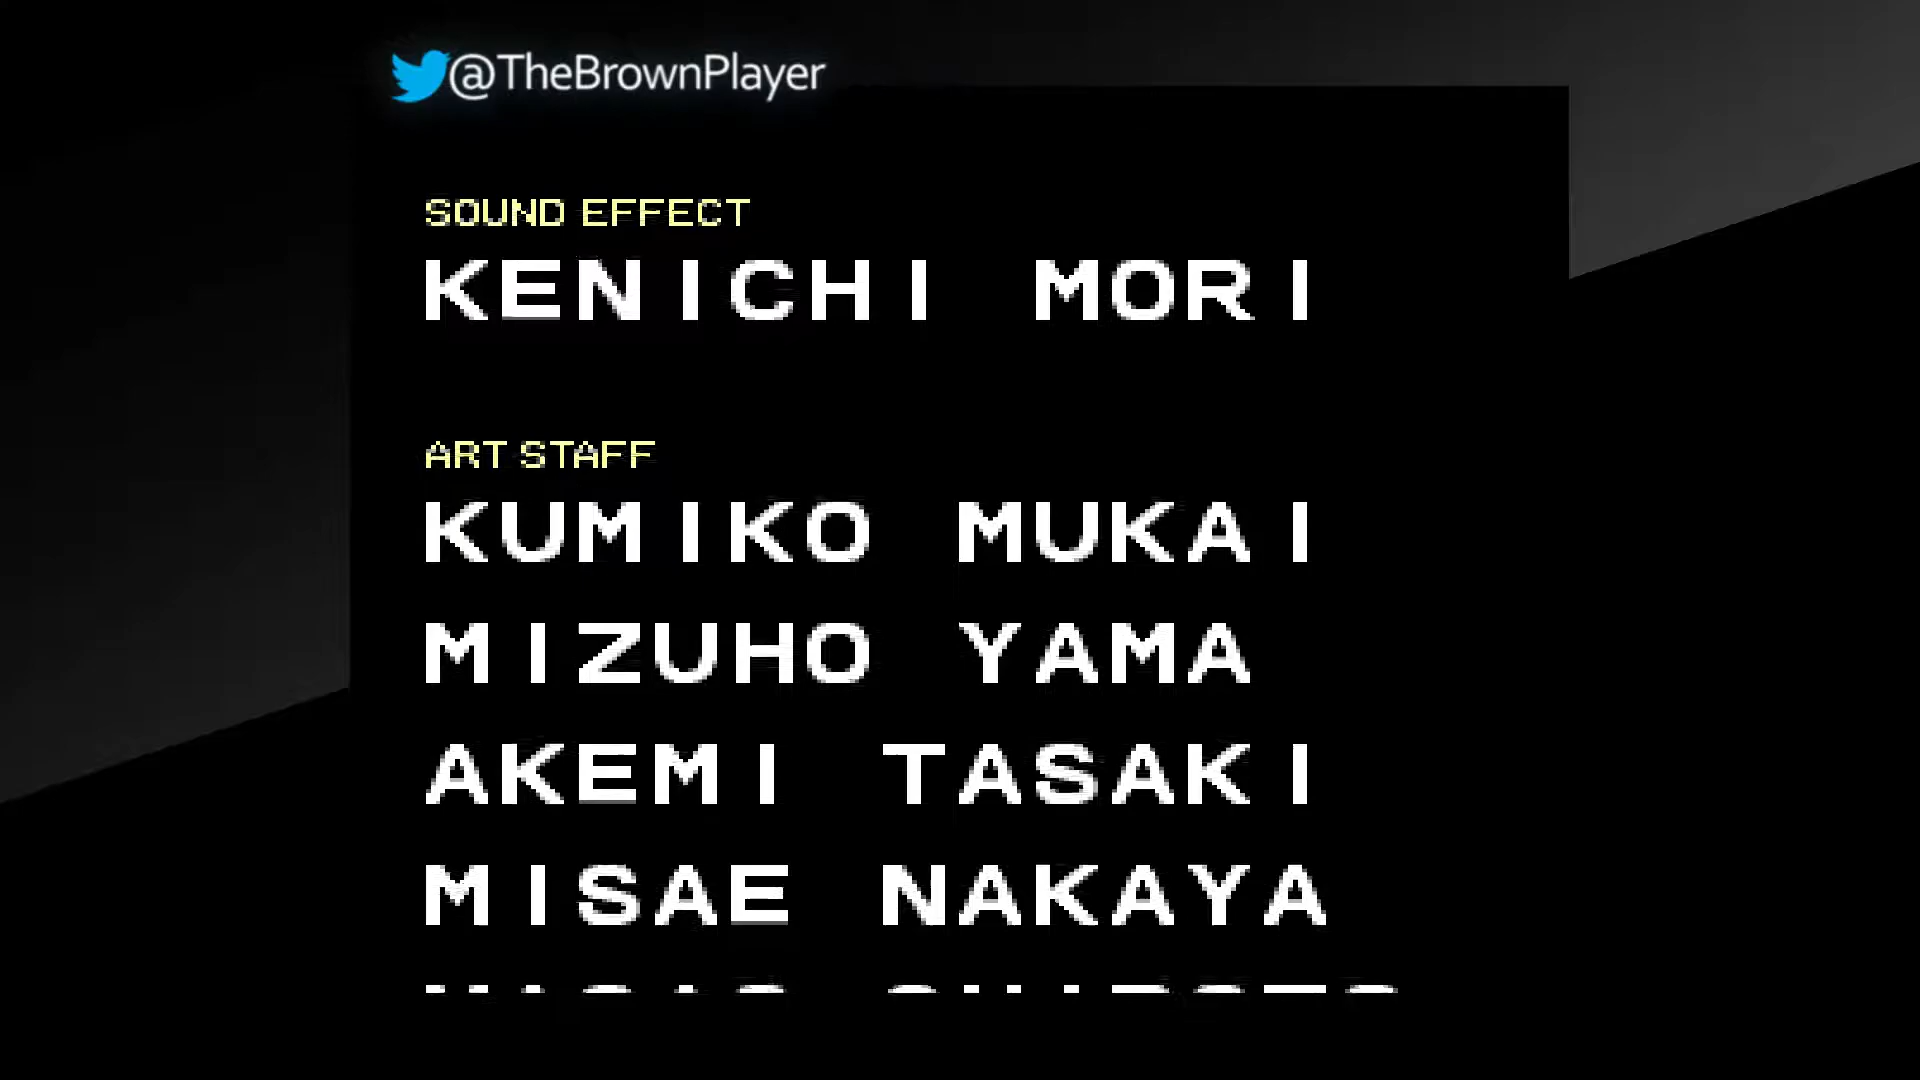 @TheBrownPlayer
SOUND EFFECT
KENICHI MORI
ART STAFF
KUMIKO MUKAI
MIZUHO YAMA
AKEMI TASAKI
MISAE NAKAYA